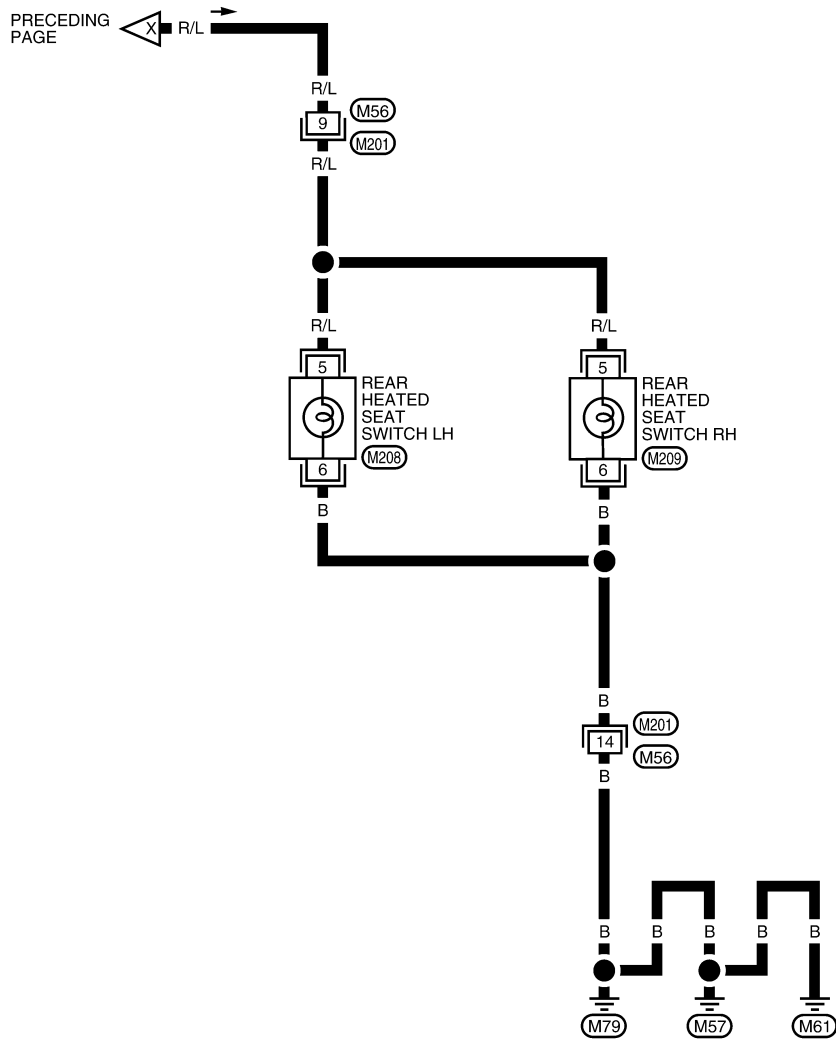 PRECEDING
PAGE
X
R/L
R/L
9
M56
M201
R/L
R/L
R/L
5
REAR
HEATED
SEAT
SWITCH LH
6
M208
5
REAR
HEATED
SEAT
SWITCH RH
6
M209
B
B
B
14
M201
M56
B
B
B
B
B
B
M79
M57
M61